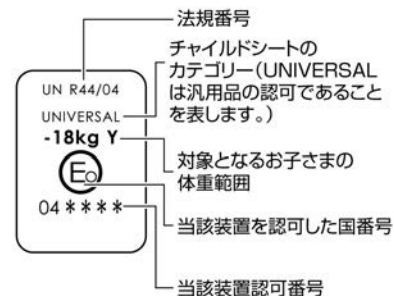 法規番号
チャイルドシートの
カテゴリー（UNIVERSAL
は汎用品の認可であること
を表します。）
UN R44/04
UNIVERSAL
-18kg Y
対象となるお子さまの
体重範囲
E
04＊＊＊＊
当該装置を認可した国番号
当該装置認可番号